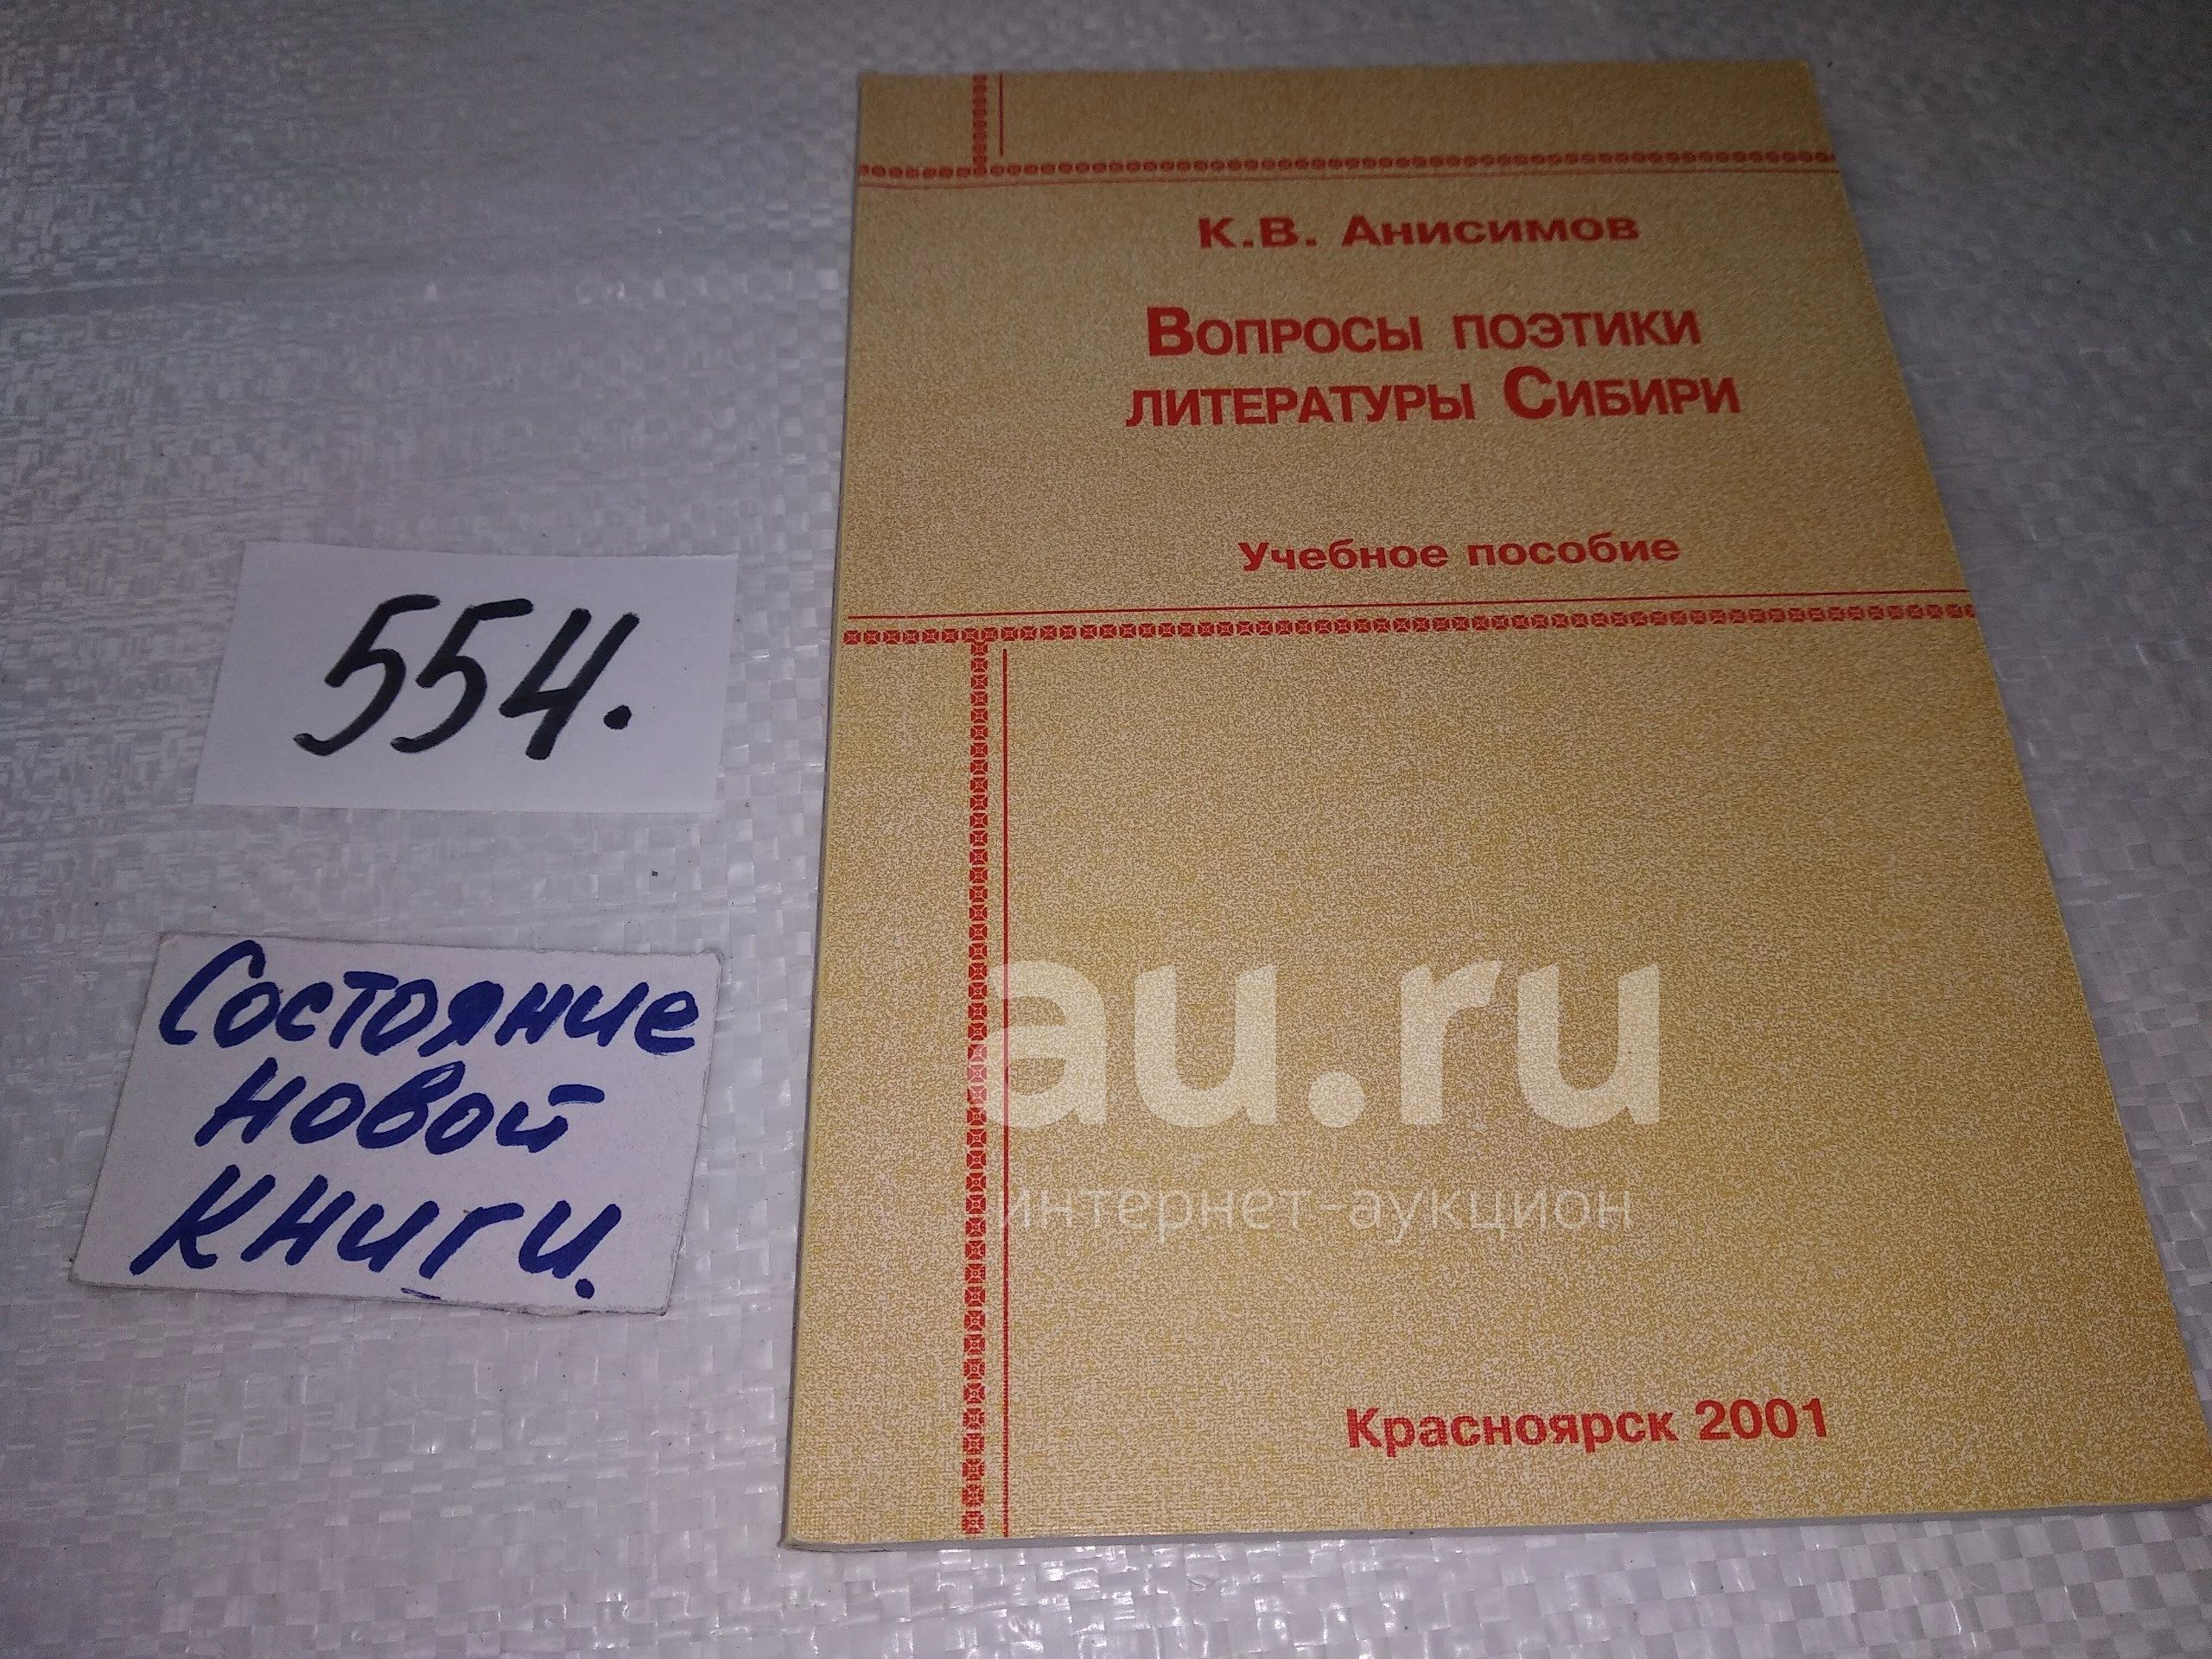 К.В. Анисимов
Вопросы поэтики
литературы Сибири
Учебное пособие
554.
Состояние
новой
книги.
au.ru
интернет-аукцион
Красноярск 2001